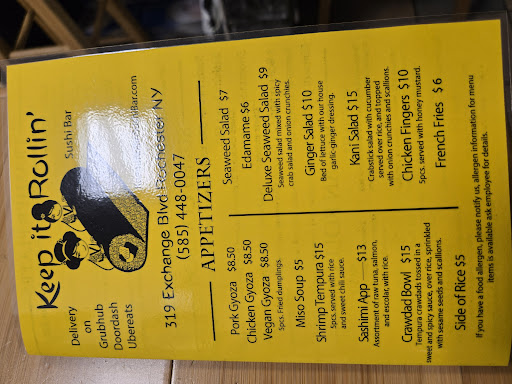 Keep it Rollin'
Sushi Bar
Delivery
on
Grubhub
Doordash
Ubereats
319 Exchange Blvd Rochester NY
(585) 448-0047
APPETIZERS
Pork Gyoza $8.50
Chicken Gyoza $8.50
Vegan Gyoza $8.50
5pcs. Fried dumplings
Miso Soup $5
Shrimp Tempura $15
5pcs. served with rice
and sweet chili sauce.
Sashimi App $13
Assortment of raw tuna, salmon,
and escolar, with rice.
Crawdad Bowl $15
Tempura crawdads tossed in a
sweet and spicy sauce, over rice, sprinkled
with sesame seeds and scallions.
Side of Rice $5
Seaweed Salad $7
Edamame $6
Deluxe Seaweed Salad $9
Seaweed salad mixed with spicy
crab salad and onion crunchies.
Ginger Salad $10
Bed of lettuce with our house
garlic-ginger dressing.
Kani Salad $15
Crabstick salad with cucumber
served over rice, and topped
with onion crunchies and scallions.
Chicken Fingers $10
5pcs. served with honey mustard.
French Fries $6
If you have a food allergen, please notify us, allergen information for menu
items is available ask employee for details.